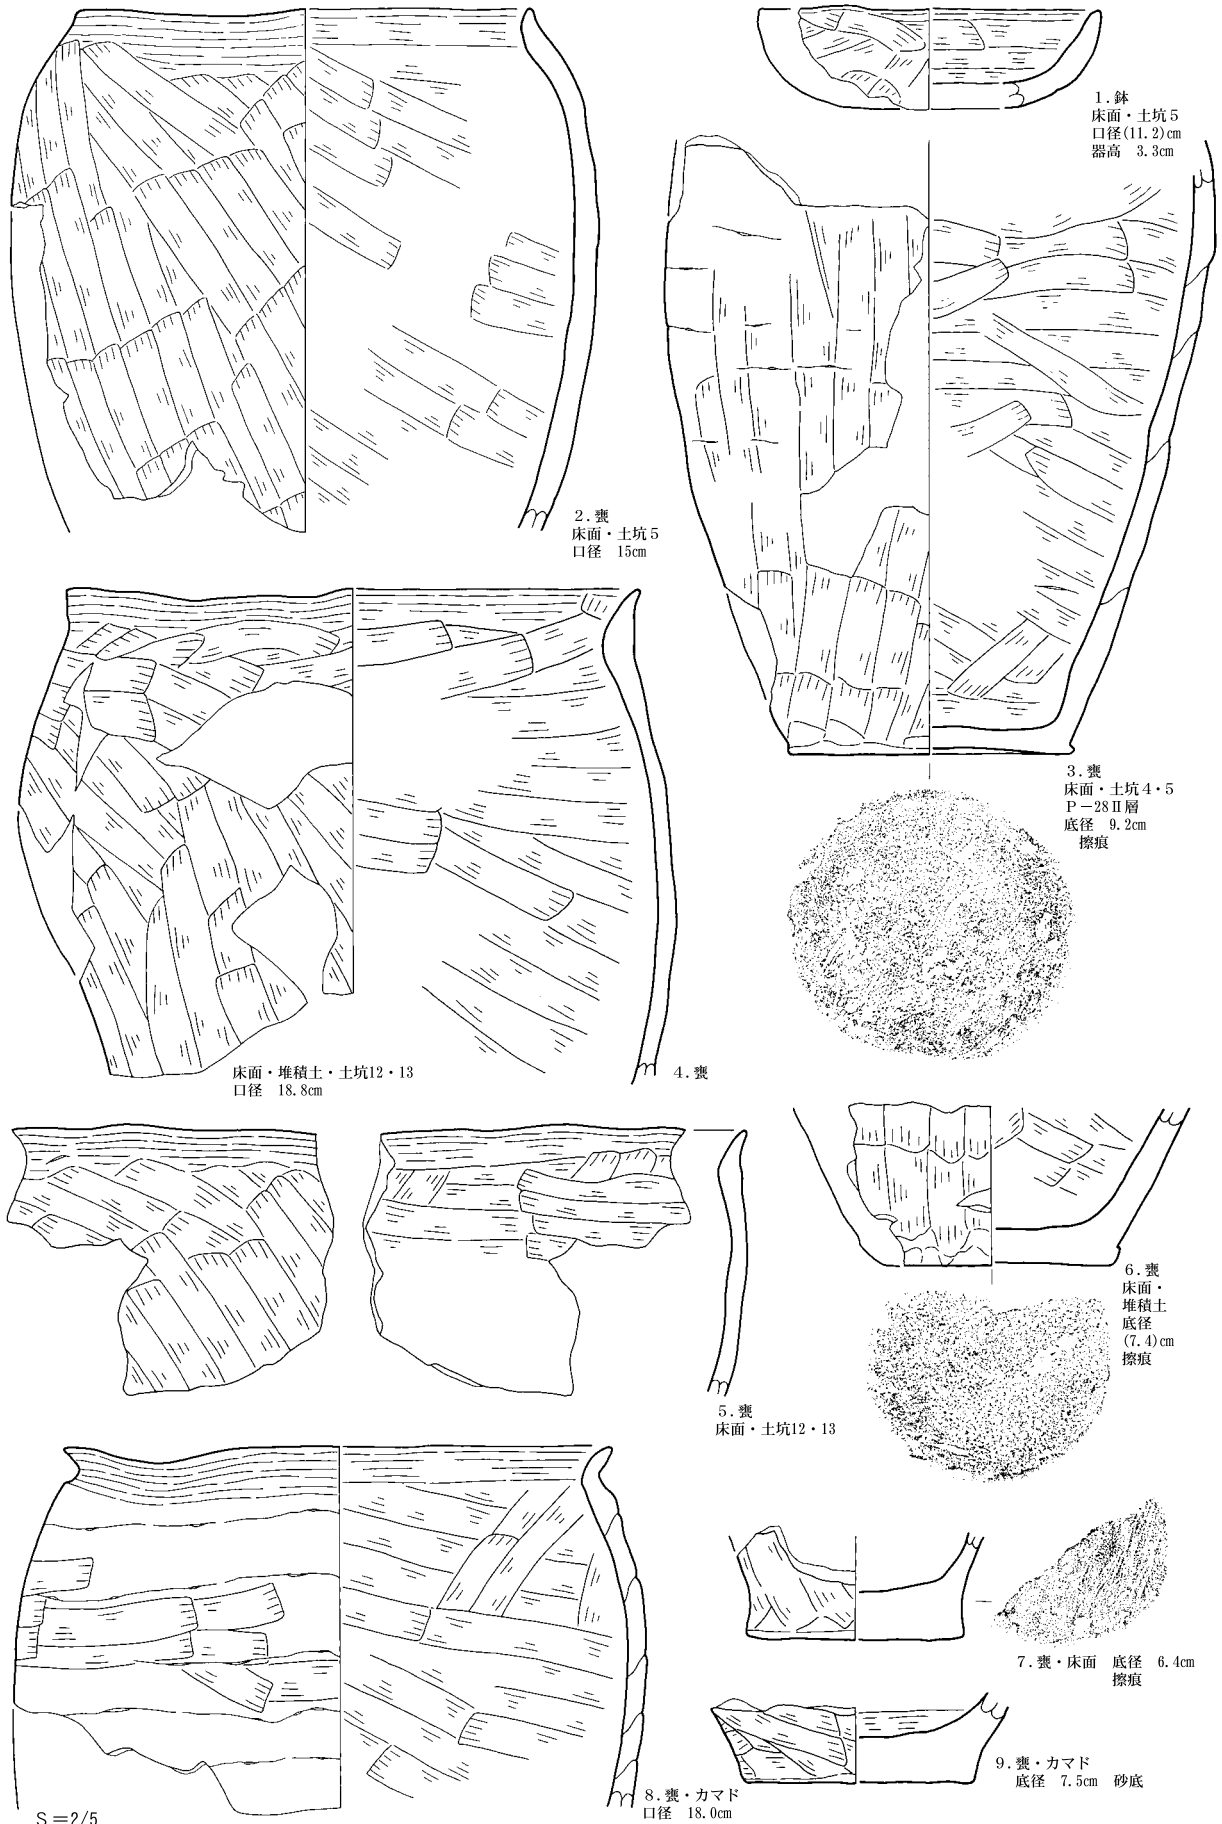 1.鉢
床面・土坑5
口径(11.2)cm
器高 3.3cm
2.甕
床面・土坑5
口径 15cm
3.甕
床面・土坑4・5
P－28Ⅱ層
底径 9.2cm
擦痕
床面・堆積土・土坑12・13
口径 18.8cm
4.甕
5.甕
床面・土坑12・13
6.甕
床面・
堆積土
底径
(7.4)cm
擦痕
7.甕・床面 底径 6.4cm
擦痕
8.甕・カマド
口径 18.0cm
9.甕・カマド
底径 7.5cm 砂底
S＝2/5